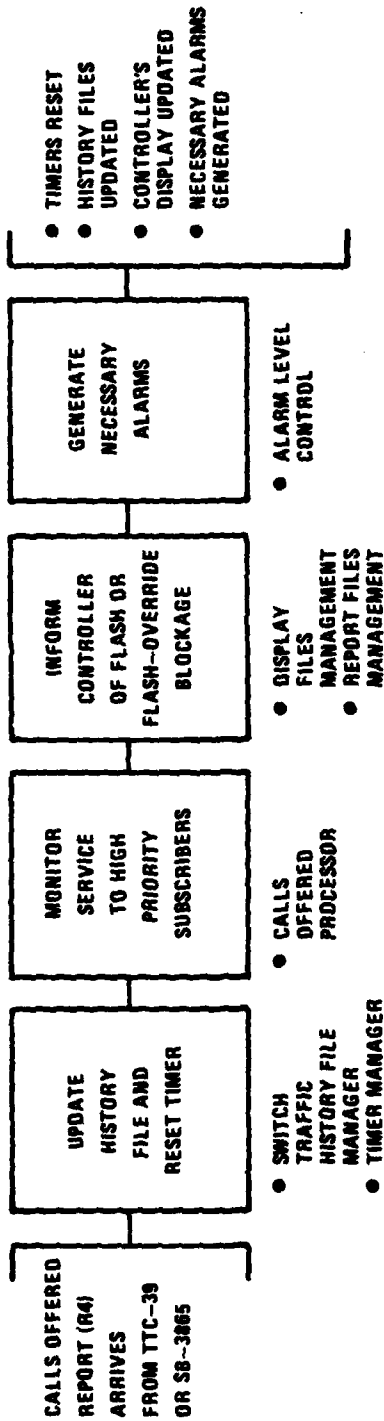 CALLS OFFERED
REPORT (R4)
ARRIVES
FROM TTC-39
OR SB-3865
UPDATE
HISTORY
FILE AND
RESET TIMER
● SWITCH
TRAFFIC
HISTORY FILE
MANAGER
● TIMER MANAGER
MONITOR
SERVICE
TO HIGH
PRIORITY
SUBSCRIBERS
● CALLS
OFFERED
PROCESSOR
INFORM
CONTROLLER
OF FLASH OR
FLASH-OVERRIDE
BLOCKAGE
● DISPLAY
FILES
MANAGEMENT
● REPORT FILES
MANAGEMENT
GENERATE
NECESSARY
ALARMS
● ALARM LEVEL
CONTROL
● TIMERS RESET
● HISTORY FILES
UPDATED
● CONTROLLER'S
DISPLAY UPDATED
● NECESSARY ALARMS
GENERATED